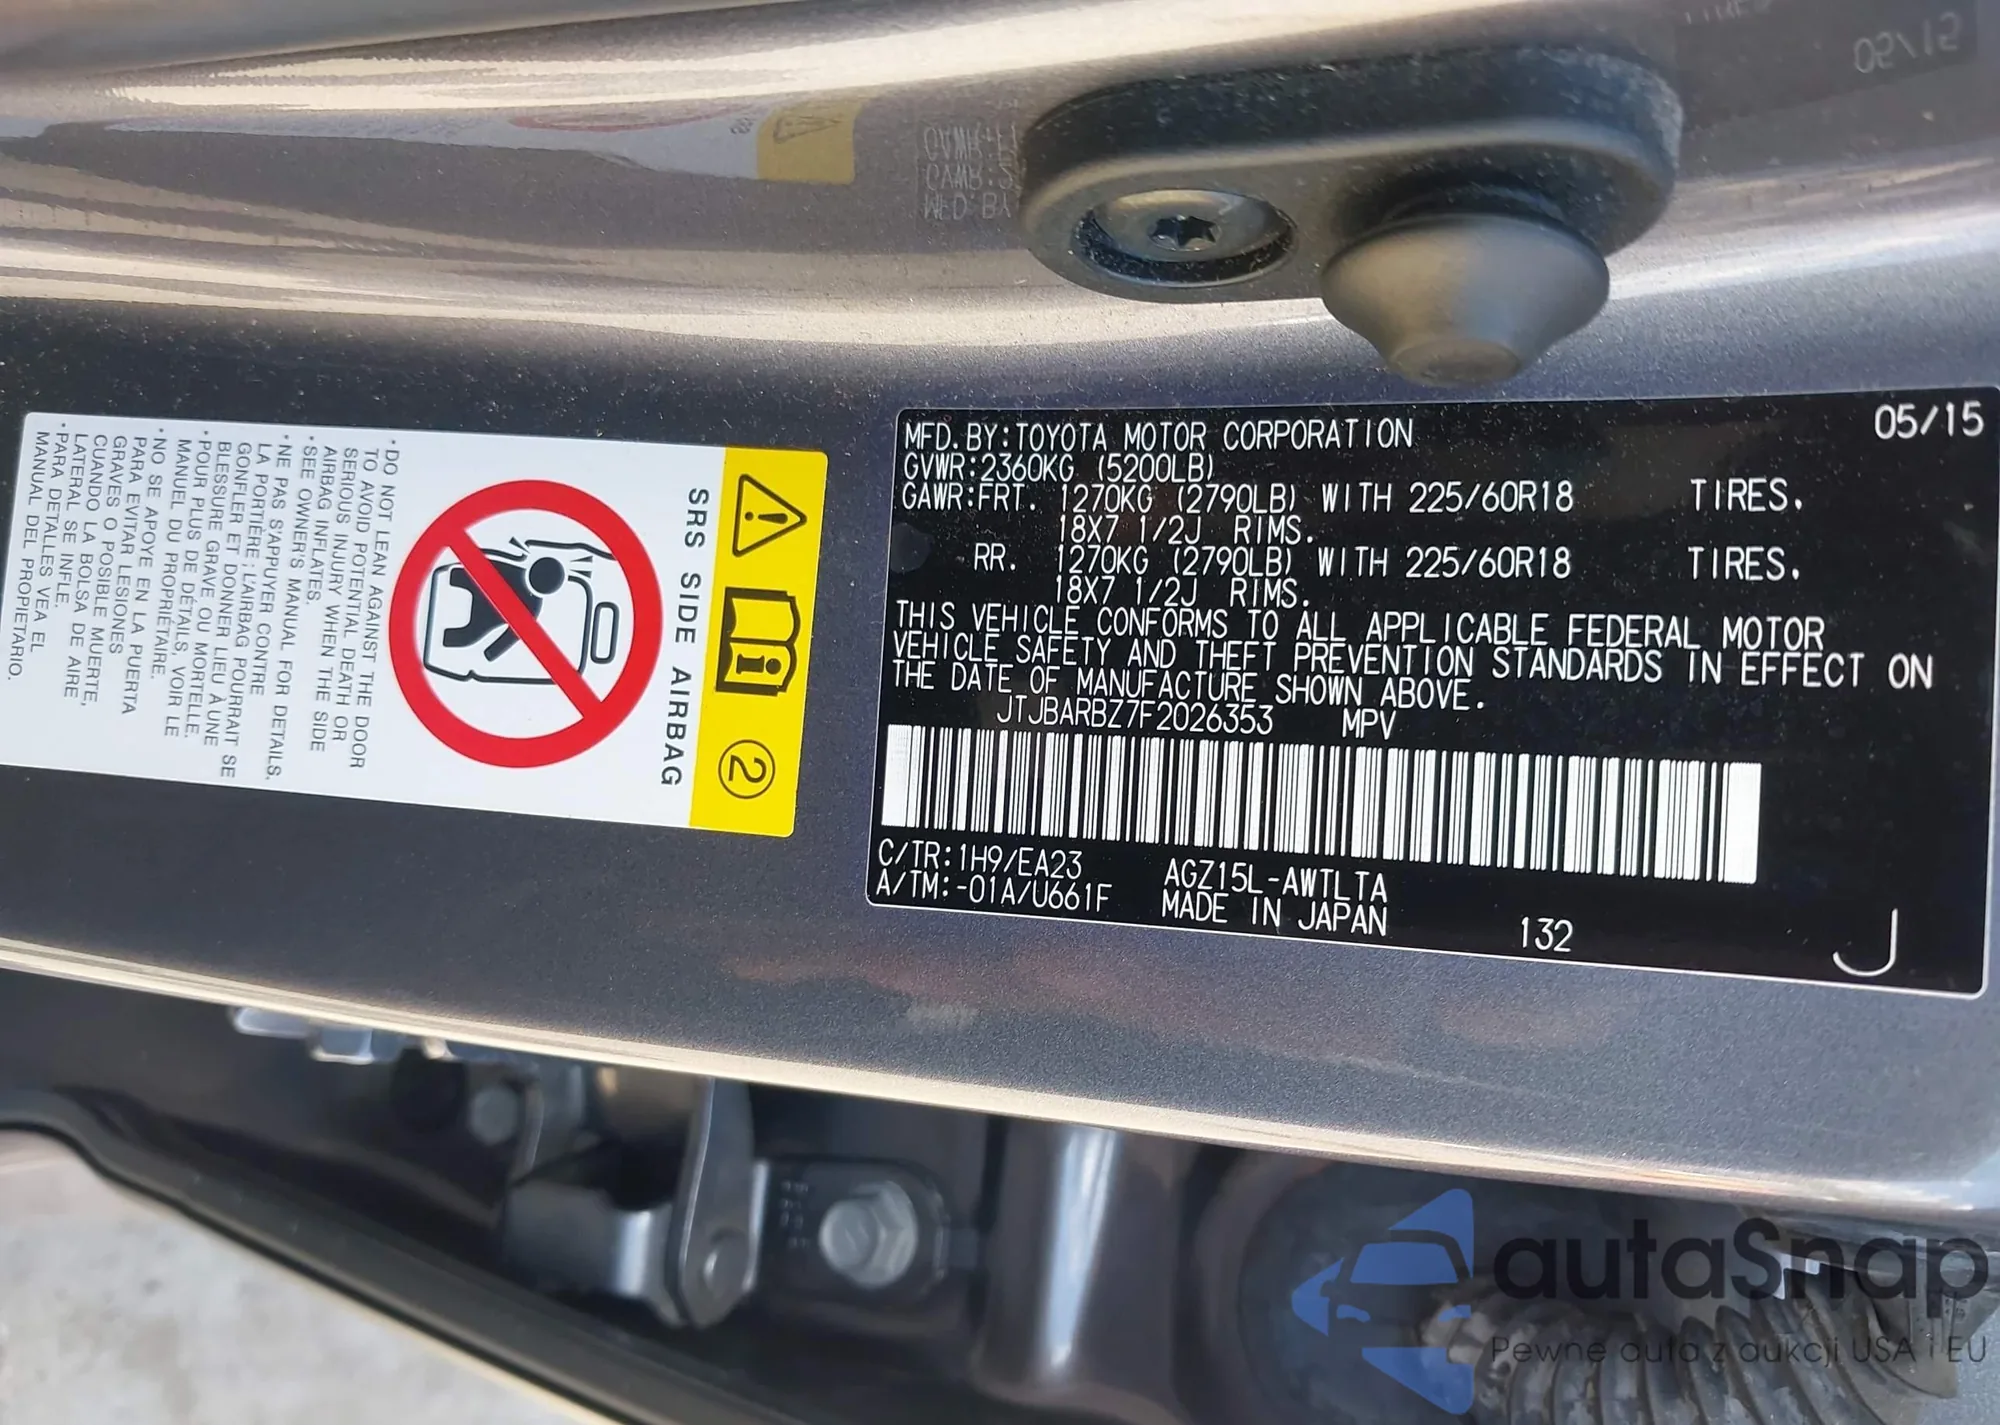 05/15
MFD. BY: TOYOTA MOTOR CORPORATION
GVWR: 2360KG (5200LB)
GAWR: FRT. 1270KG (2790LB) WITH 225/60R18 TIRES.
18X7 1/2J RIMS.
RR. 1270KG (2790LB) WITH 225/60R18 TIRES.
18X7 1/2J RIMS.
THIS VEHICLE CONFORMS TO ALL APPLICABLE FEDERAL MOTOR
VEHICLE SAFETY AND THEFT PREVENTION STANDARDS IN EFFECT ON
THE DATE OF MANUFACTURE SHOWN ABOVE.
JTJBARBZ7F2026353 MPV
C/TR: 1H9/EA23 AGZ15L-AWTLTA
A/TM: -01A/U661F MADE IN JAPAN 132 J
2
SRS SIDE AIRBAG
・DO NOT LEAN AGAINST THE DOOR
TO AVOID POTENTIAL DEATH OR
SERIOUS INJURY WHEN THE SIDE
AIRBAG INFLATES.
・SEE OWNER'S MANUAL FOR DETAILS.
・NE PAS S'APPUYER CONTRE
LA PORTIÈRE ; L'AIRBAG POURRAIT SE
GONFLER ET DONNER LIEU À UNE
BLESSURE GRAVE OU MORTELLE.
・POUR PLUS DE DÉTAILS, VOIR LE
MANUEL DU PROPRIÉTAIRE.
・NO SE APOYE EN LA PUERTA
PARA EVITAR LESIONES
GRAVES O POSIBLE MUERTE,
CUANDO LA BOLSA DE AIRE
LATERAL SE INFLE.
・PARA DETALLES VEA EL
MANUAL DEL PROPIETARIO.
autaSnap
Pewne auta z aukcji USA i EU